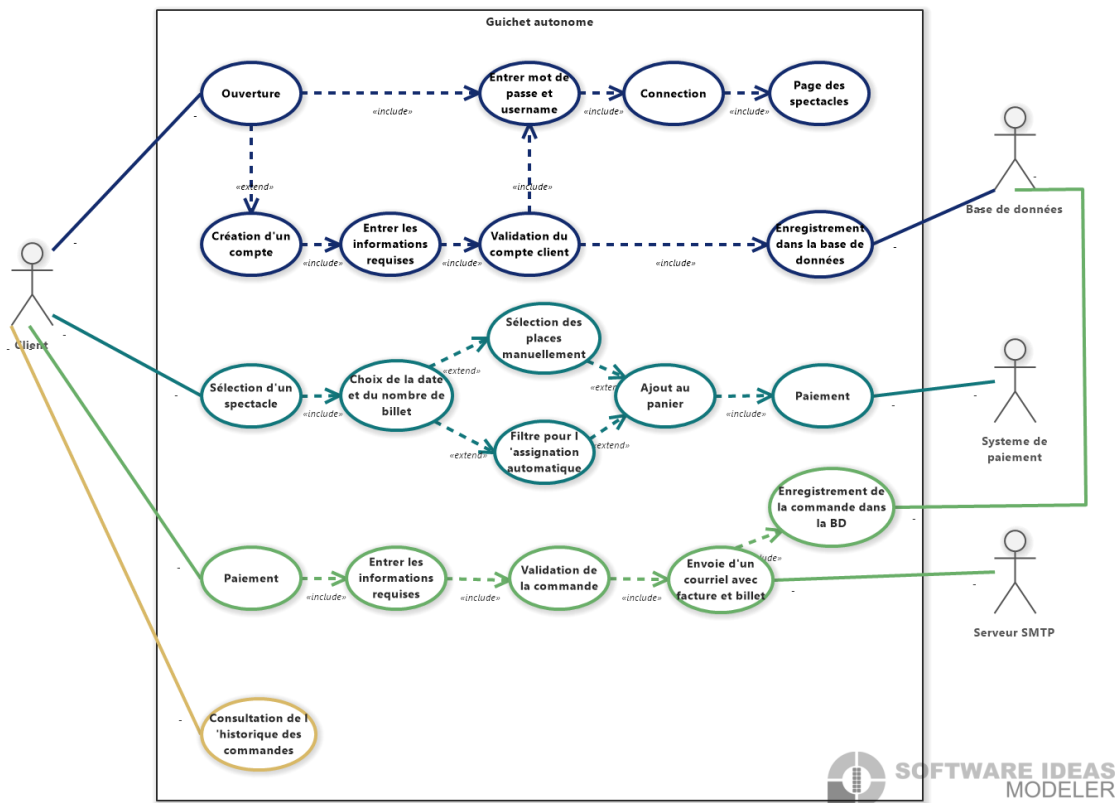 Guichet autonome
Ouverture
«include»
Entrer mot de
passe et
username
«include»
Connection
«include»
Page des
spectacles
«extend»
«include»
Base de données
Création d'un
compte
«include»
Entrer les
informations
requises
«include»
Validation du
compte client
«include»
Enregistrement
dans la base de
données
Client
Sélection d'un
spectacle
«include»
Choix de la date
et du nombre de
billet
«extend»
Sélection des
places
manuellement
«extend»
«extend»
Filtre pour l
'assignation
automatique
«extend»
Ajout au
panier
«include»
Paiement
Systeme de
paiement
Enregistrement de
la commande dans
la BD
«include»
Paiement
«include»
Entrer les
informations
requises
«include»
Validation de
la commande
«include»
Envoie d'un
courriel avec
facture et billet
Serveur SMTP
Consultation de l
'historique des
commandes
SOFTWARE IDEAS
MODELER